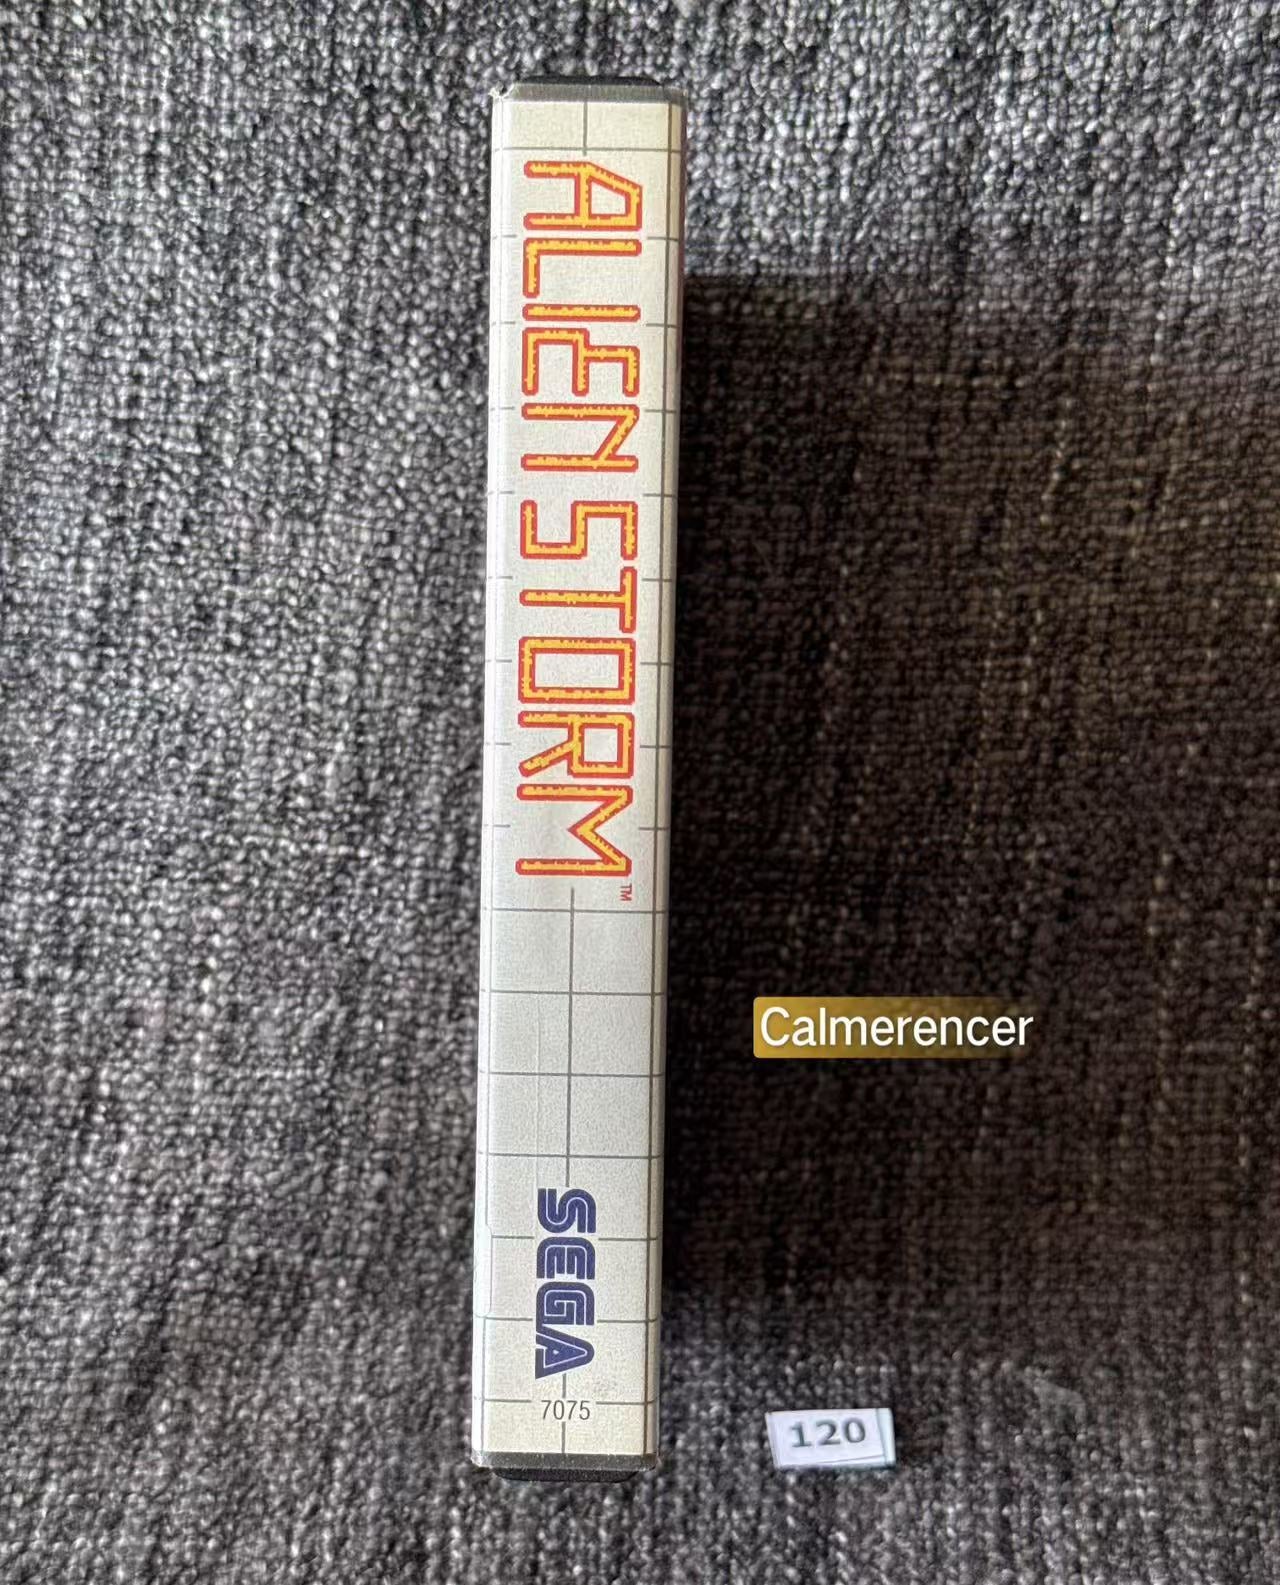 ALIEN STORM™
SEGA
7075
Calmerencer
120